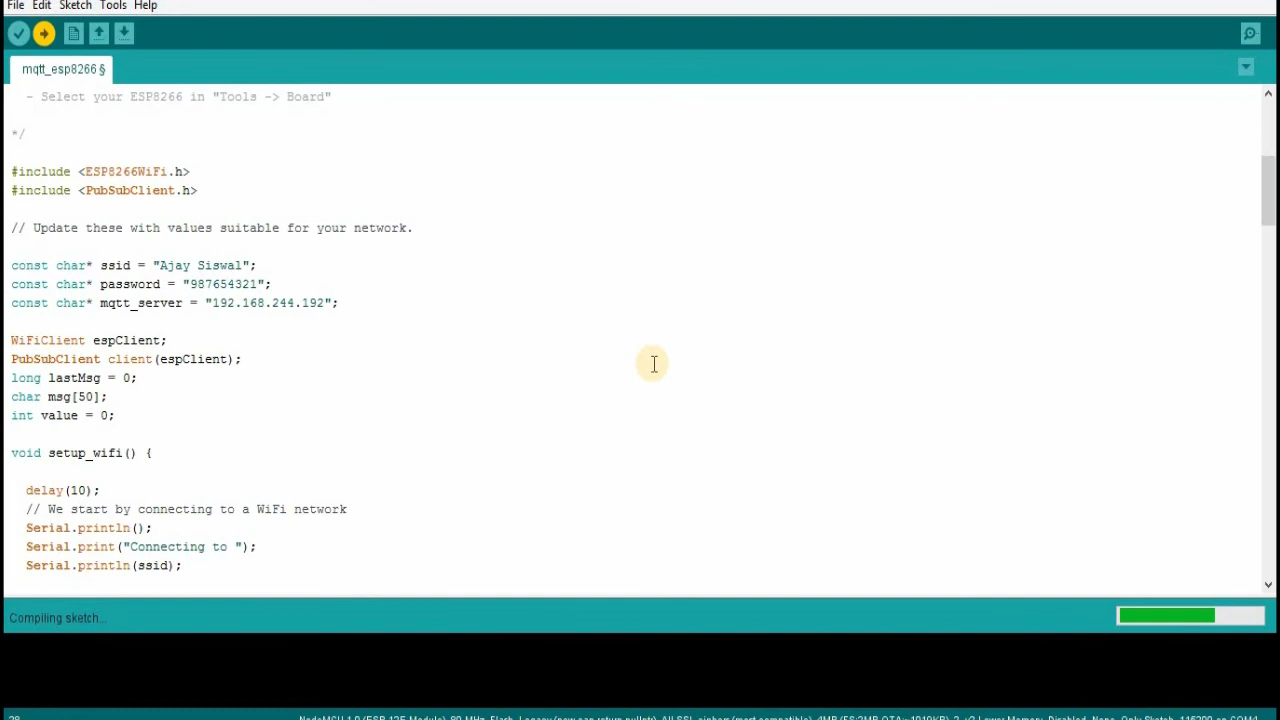 File Edit Sketch Tools Help
mqtt_esp8266 §
- Select your ESP8266 in "Tools -> Board"
*/
#include <ESP8266WiFi.h>
#include <PubSubClient.h>
// Update these with values suitable for your network.
const char* ssid = "Ajay Siswal";
const char* password = "987654321";
const char* mqtt_server = "192.168.244.192";
WiFiClient espClient;
PubSubClient client(espClient);
long lastMsg = 0;
char msg[50];
int value = 0;
void setup_wifi() {
delay(10);
// We start by connecting to a WiFi network
Serial.println();
Serial.print("Connecting to ");
Serial.println(ssid);
Compiling sketch...